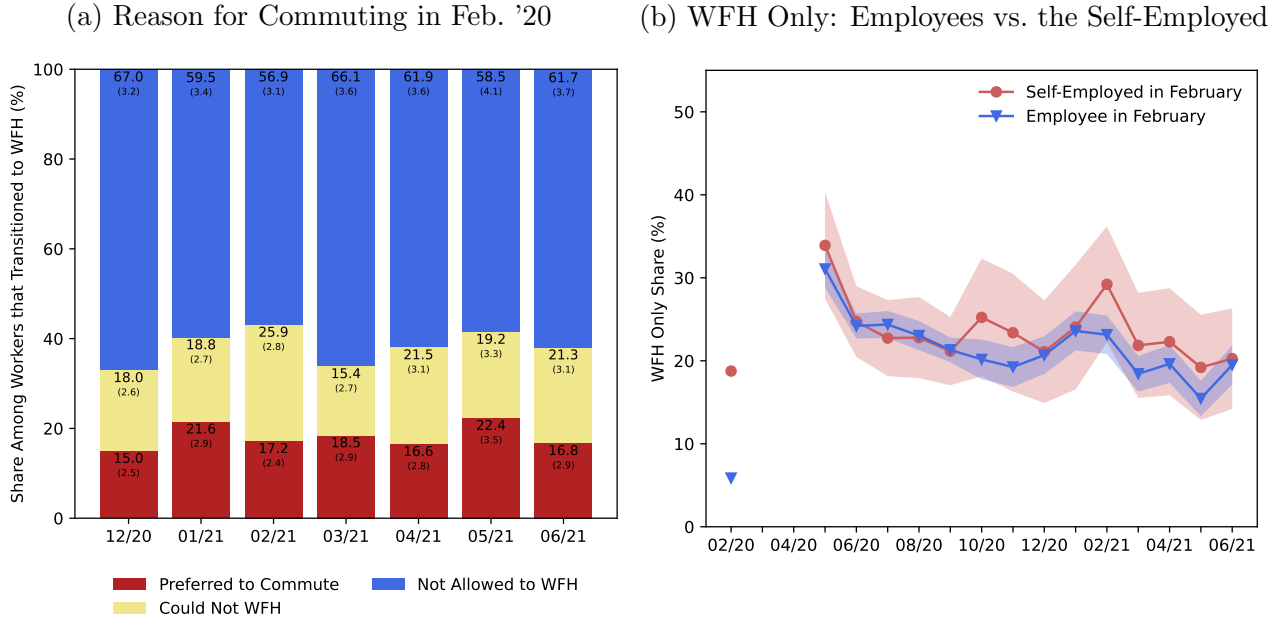 (a) Reason for Commuting in Feb. ’20
Share Among Workers that Transitioned to WFH (%)
100
80
60
40
20
0
67.0 59.5 56.9 66.1 61.9 58.5 61.7
(3.2) (3.4) (3.1) (3.6) (3.6) (4.1) (3.7)
18.0 18.8 25.9 15.4 21.5 19.2 21.3
(2.6) (2.7) (2.8) (2.7) (3.1) (3.3) (3.1)
15.0 21.6 17.2 18.5 16.6 22.4 16.8
(2.5) (2.9) (2.4) (2.9) (2.8) (3.5) (2.9)
12/20 01/21 02/21 03/21 04/21 05/21 06/21
Preferred to Commute
Could Not WFH
Not Allowed to WFH
(b) WFH Only: Employees vs. the Self-Employed
WFH Only Share (%)
50
40
30
20
10
0
Self-Employed in February
Employee in February
02/20 04/20 06/20 08/20 10/20 12/20 02/21 04/21 06/21